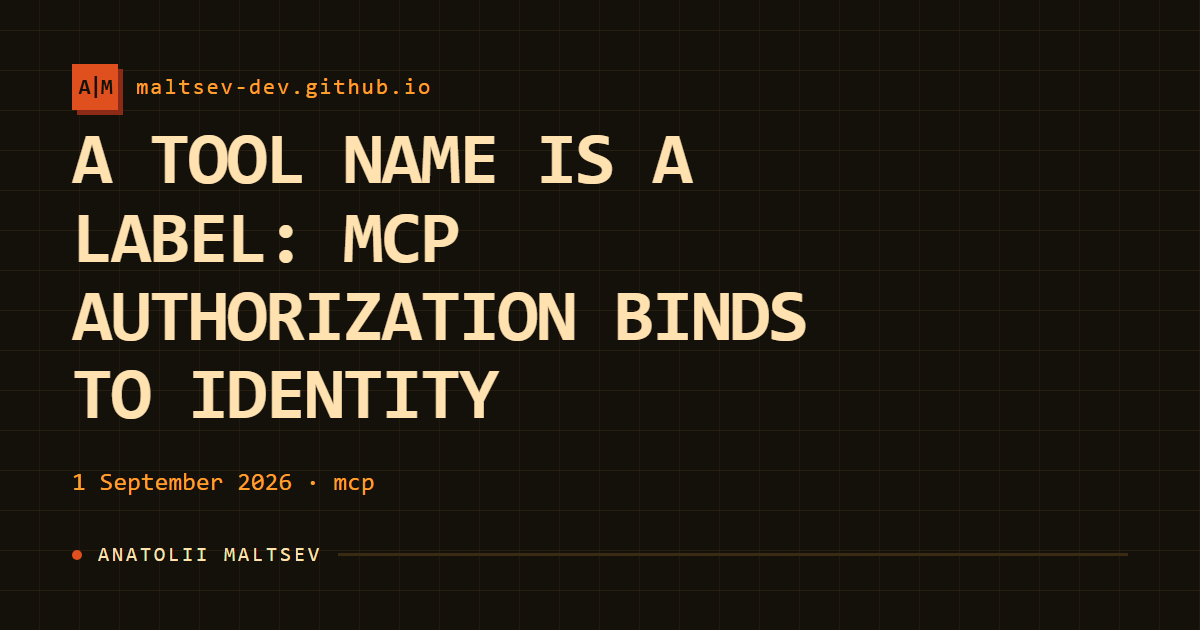 A|M maltsev-dev.github.io
A TOOL NAME IS A
LABEL: MCP
AUTHORIZATION BINDS
TO IDENTITY
1 September 2026 · mcp
ANATOLII MALTSEV